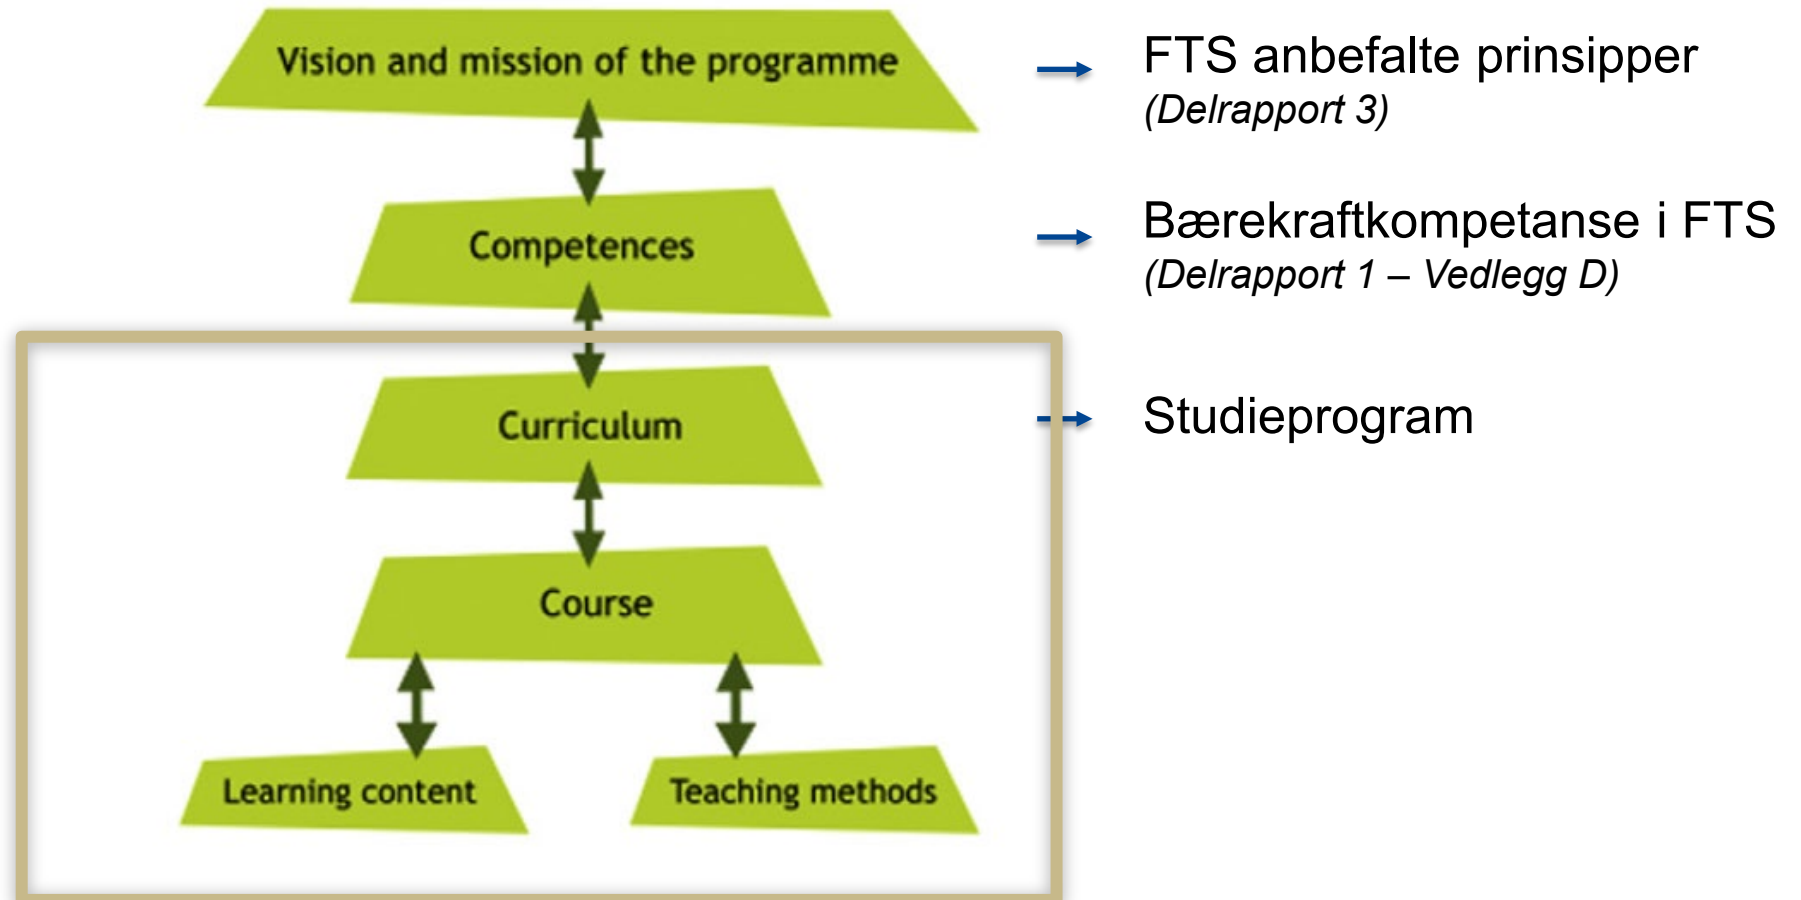 Vision and mission of the programme
FTS anbefalte prinsipper
(Delrapport 3)
Competences
Bærekraftkompetanse i FTS
(Delrapport 1 – Vedlegg D)
Curriculum
Studieprogram
Course
Learning content
Teaching methods